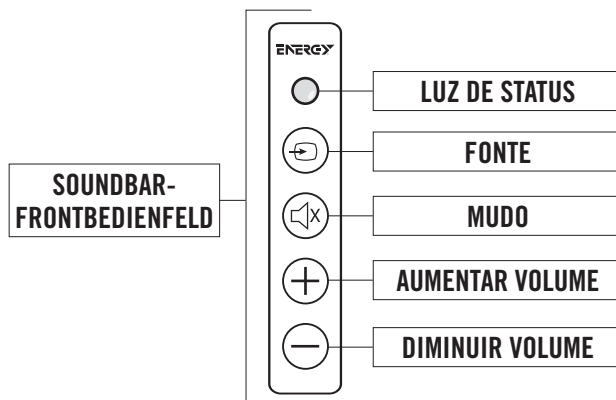 ENERGY
LUZ DE STATUS
FONTE
SOUNDBAR-
FRONTBEDIENFELD
MUDO
AUMENTAR VOLUME
DIMINUIR VOLUME